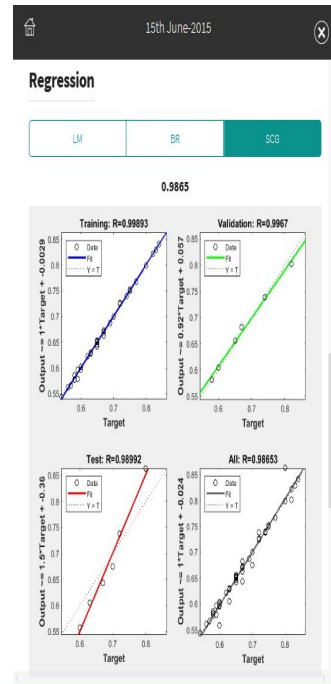 15th June-2015
Regression
LM BR SCG
0.9865
Training: R=0.99893
Output ~= 1*Target + -0.0029
0.85
0.8
0.75
0.7
0.65
0.6
0.55
Data
Fit
Y = T
0.6 0.7 0.8
Target
Validation: R=0.9967
Output ~= 0.92*Target + 0.057
0.85
0.8
0.75
0.7
0.65
0.6
0.55
Data
Fit
Y = T
0.6 0.7 0.8
Target
Test: R=0.98992
Output ~= 1.5*Target + -0.36
0.85
0.8
0.75
0.7
0.65
0.6
0.55
Data
Fit
Y = T
0.6 0.7 0.8
Target
All: R=0.98653
Output ~= 1*Target + -0.024
0.85
0.8
0.75
0.7
0.65
0.6
0.55
Data
Fit
Y = T
0.6 0.7 0.8
Target